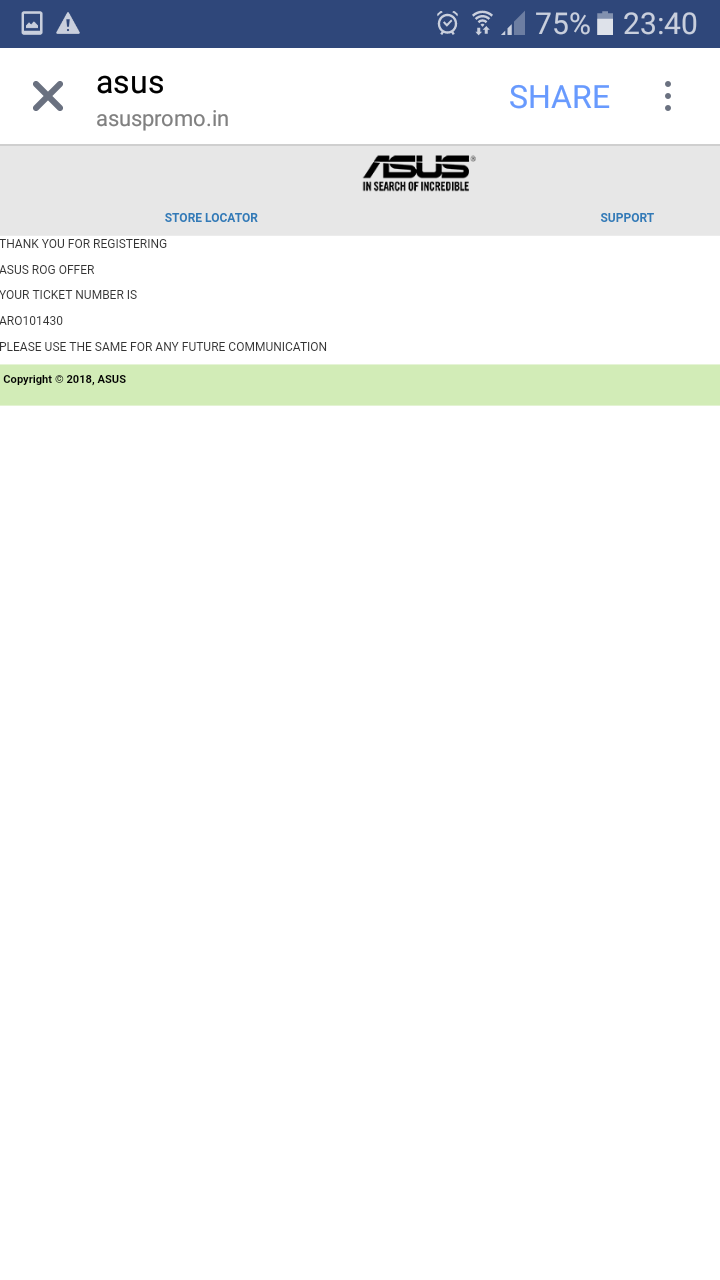 75% 23:40
asus
asuspromo.in
SHARE
ASUS®
IN SEARCH OF INCREDIBLE
STORE LOCATOR SUPPORT
THANK YOU FOR REGISTERING
ASUS ROG OFFER
YOUR TICKET NUMBER IS
ARO101430
PLEASE USE THE SAME FOR ANY FUTURE COMMUNICATION
Copyright © 2018, ASUS